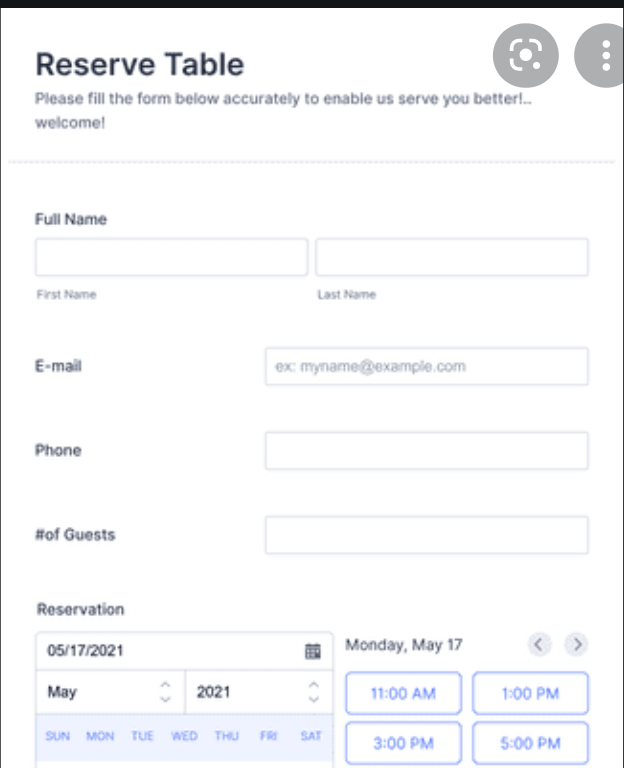 Reserve Table
Please fill the form below accurately to enable us serve you better!..
welcome!
Full Name
First Name
Last Name
E-mail
ex: myname@example.com
Phone
#of Guests
Reservation
05/17/2021
Monday, May 17
May
2021
11:00 AM
1:00 PM
SUN MON TUE WED THU FRI SAT
3:00 PM
5:00 PM